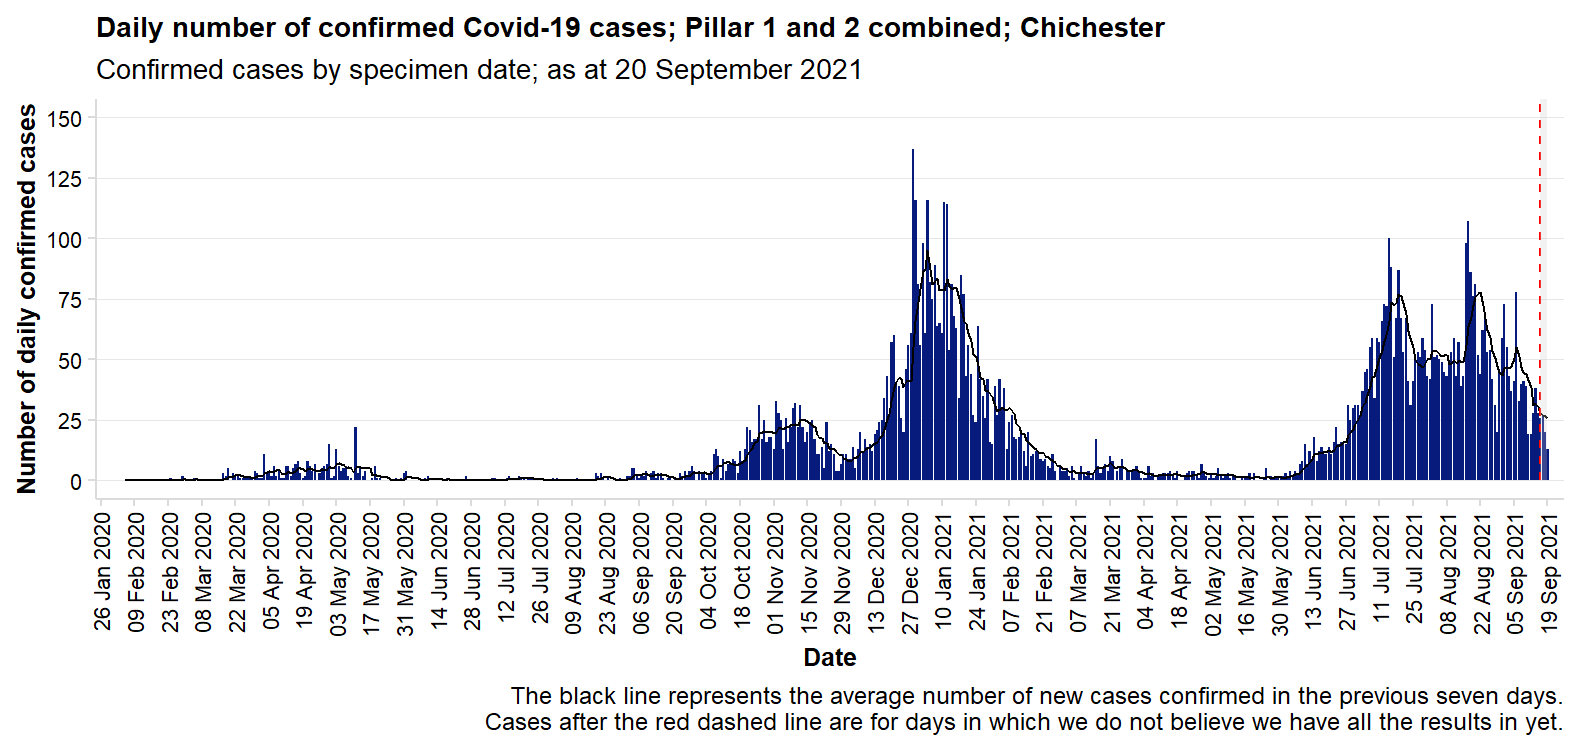 Daily number of confirmed Covid-19 cases; Pillar 1 and 2 combined; Chichester
Confirmed cases by specimen date; as at 20 September 2021
Number of daily confirmed cases
150
125
100
75
50
25
0
26 Jan 2020
09 Feb 2020
23 Feb 2020
08 Mar 2020
22 Mar 2020
05 Apr 2020
19 Apr 2020
03 May 2020
17 May 2020
31 May 2020
14 Jun 2020
28 Jun 2020
12 Jul 2020
26 Jul 2020
09 Aug 2020
23 Aug 2020
06 Sep 2020
20 Sep 2020
04 Oct 2020
18 Oct 2020
01 Nov 2020
15 Nov 2020
29 Nov 2020
13 Dec 2020
27 Dec 2020
10 Jan 2021
24 Jan 2021
07 Feb 2021
21 Feb 2021
07 Mar 2021
21 Mar 2021
04 Apr 2021
18 Apr 2021
02 May 2021
16 May 2021
30 May 2021
13 Jun 2021
27 Jun 2021
11 Jul 2021
25 Jul 2021
08 Aug 2021
22 Aug 2021
05 Sep 2021
19 Sep 2021
Date
The black line represents the average number of new cases confirmed in the previous seven days.
Cases after the red dashed line are for days in which we do not believe we have all the results in yet.